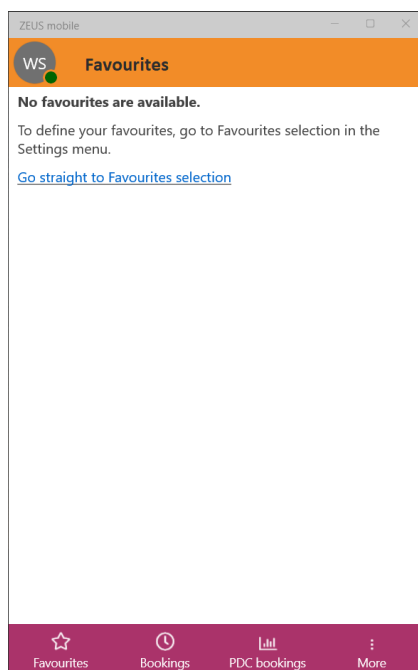 ZEUS mobile
WS
Favourites
No favourites are available.
To define your favourites, go to Favourites selection in the
Settings menu.
Go straight to Favourites selection
Favourites
Bookings
PDC bookings
More